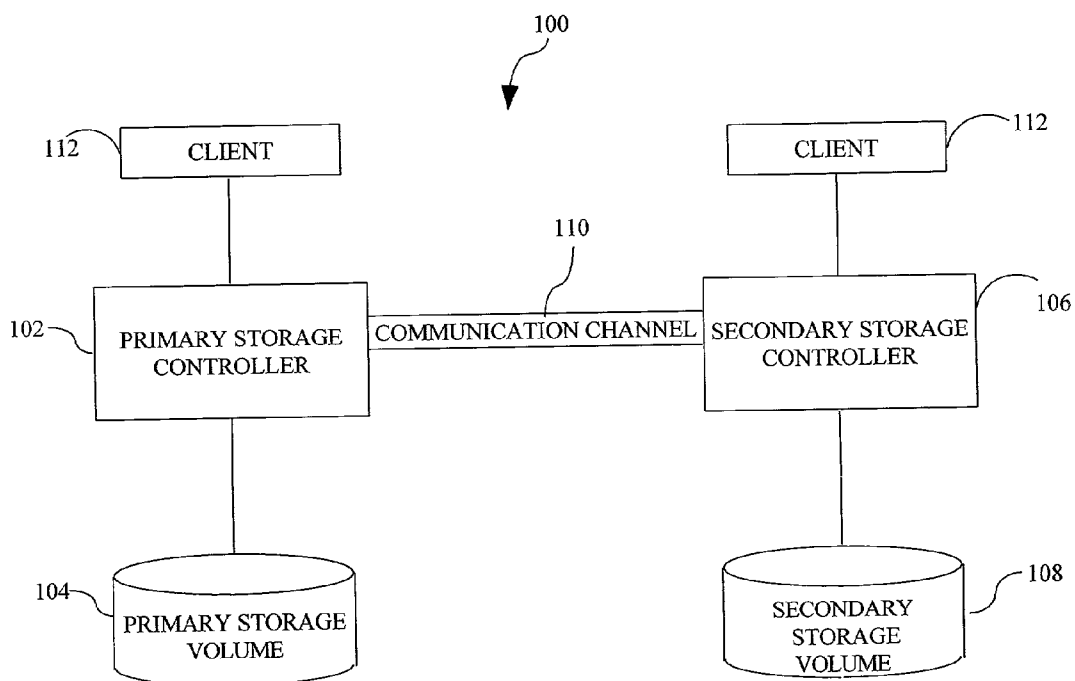 100
112
CLIENT
CLIENT
112
110
102
PRIMARY STORAGE
CONTROLLER
COMMUNICATION CHANNEL
SECONDARY STORAGE
CONTROLLER
106
104
PRIMARY STORAGE
VOLUME
SECONDARY
STORAGE
VOLUME
108